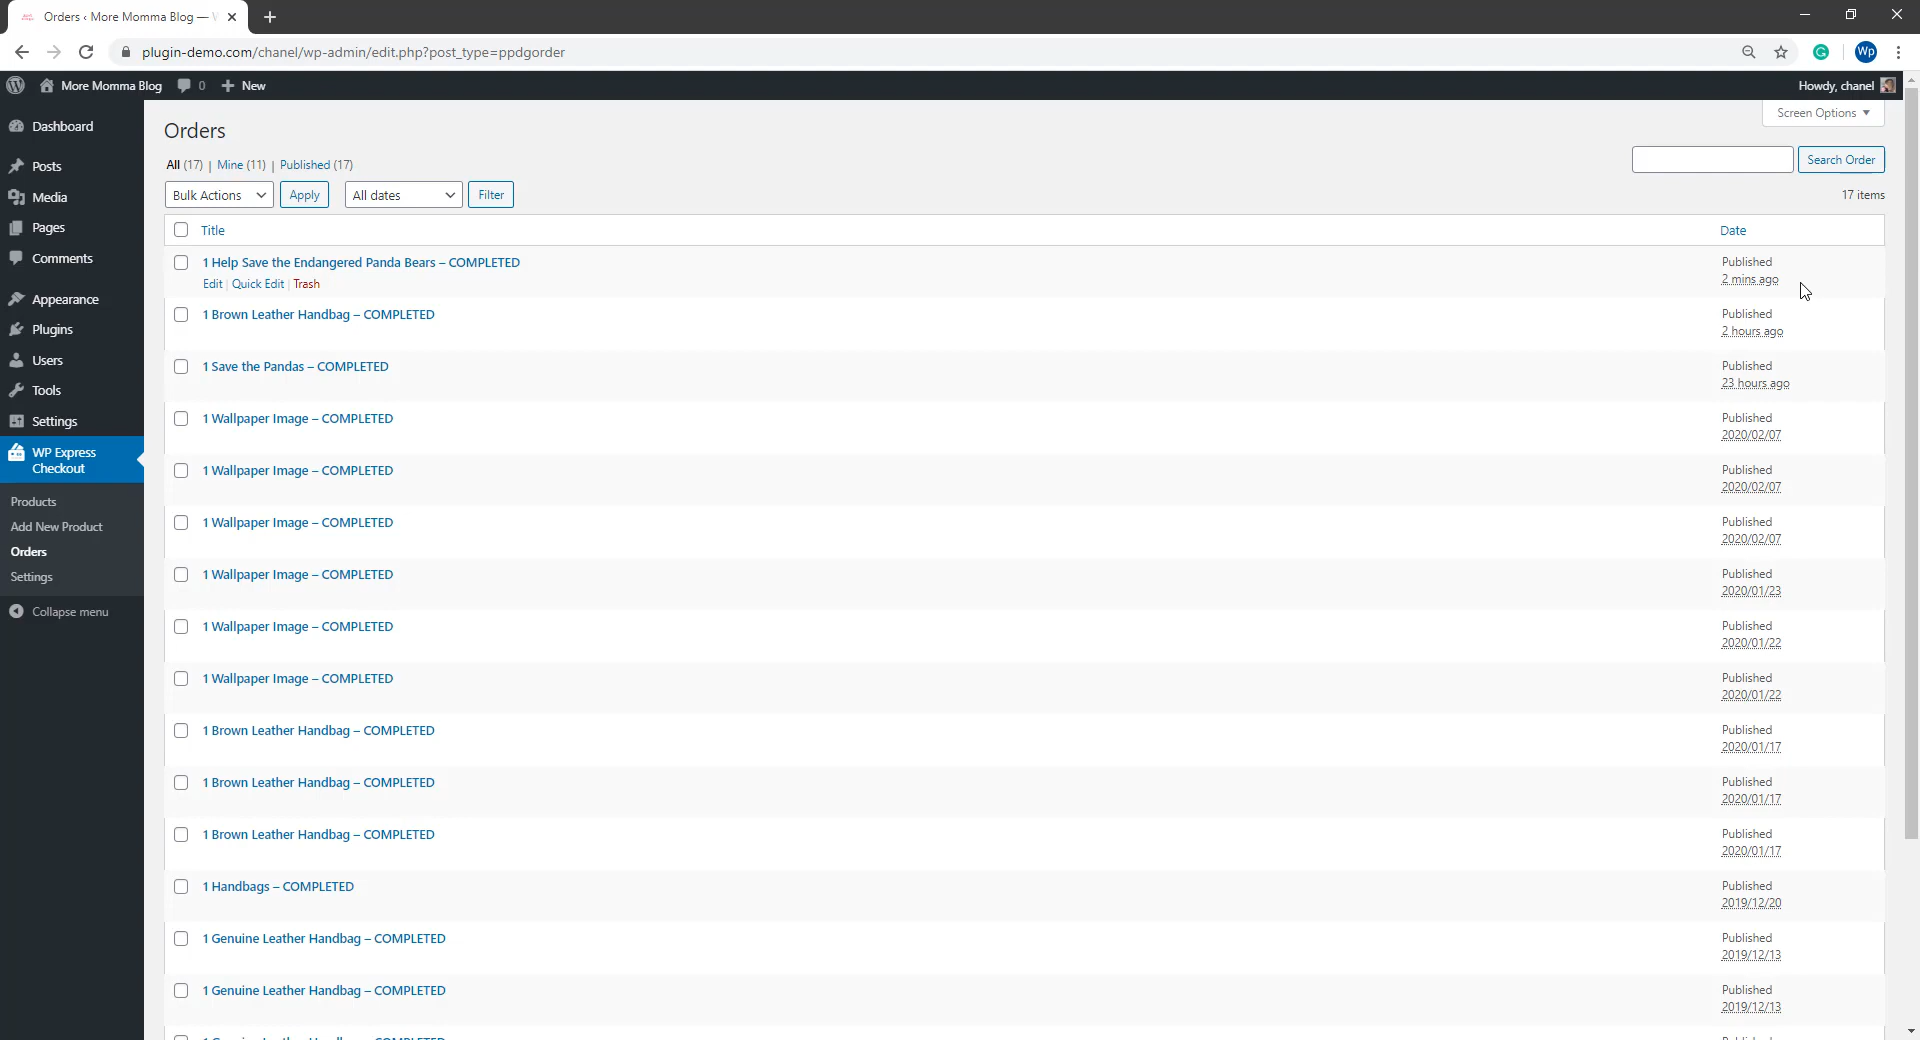 Orders ‹ More Momma Blog —
plugin-demo.com/chanel/wp-admin/edit.php?post_type=ppdgorder
Wp
More Momma Blog 0 New
Howdy, chanel
Dashboard
Posts
Media
Pages
Comments
Appearance
Plugins
Users
Tools
Settings
WP Express
Checkout
Products
Add New Product
Orders
Settings
Collapse menu
Screen Options
Orders
All (17) | Mine (11) | Published (17)
Search Order
Bulk Actions Apply All dates Filter
17 items
Title Date
1 Help Save the Endangered Panda Bears – COMPLETED
Edit | Quick Edit | Trash
Published
2 mins ago
1 Brown Leather Handbag – COMPLETED
Published
2 hours ago
1 Save the Pandas – COMPLETED
Published
23 hours ago
1 Wallpaper Image – COMPLETED
Published
2020/02/07
1 Wallpaper Image – COMPLETED
Published
2020/02/07
1 Wallpaper Image – COMPLETED
Published
2020/02/07
1 Wallpaper Image – COMPLETED
Published
2020/01/23
1 Wallpaper Image – COMPLETED
Published
2020/01/22
1 Wallpaper Image – COMPLETED
Published
2020/01/22
1 Brown Leather Handbag – COMPLETED
Published
2020/01/17
1 Brown Leather Handbag – COMPLETED
Published
2020/01/17
1 Brown Leather Handbag – COMPLETED
Published
2020/01/17
1 Handbags – COMPLETED
Published
2019/12/20
1 Genuine Leather Handbag – COMPLETED
Published
2019/12/13
1 Genuine Leather Handbag – COMPLETED
Published
2019/12/13